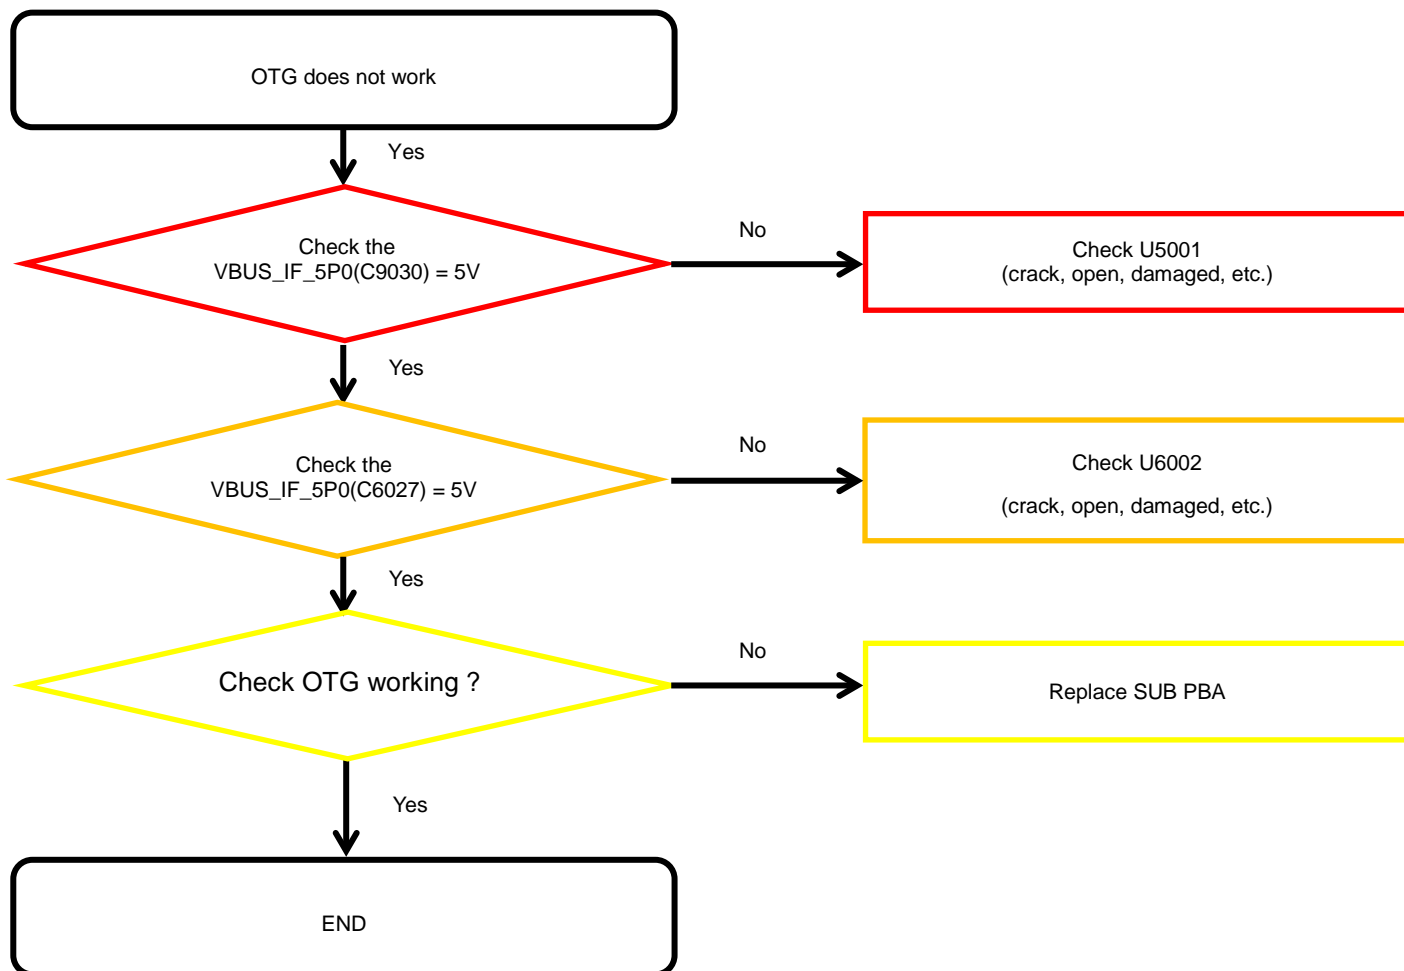 OTG does not work
Yes
Check the
VBUS_IF_5P0(C9030) = 5V
No
Check U5001
(crack, open, damaged, etc.)
Yes
Check the
VBUS_IF_5P0(C6027) = 5V
No
Check U6002
(crack, open, damaged, etc.)
Yes
Check OTG working ?
No
Replace SUB PBA
Yes
END